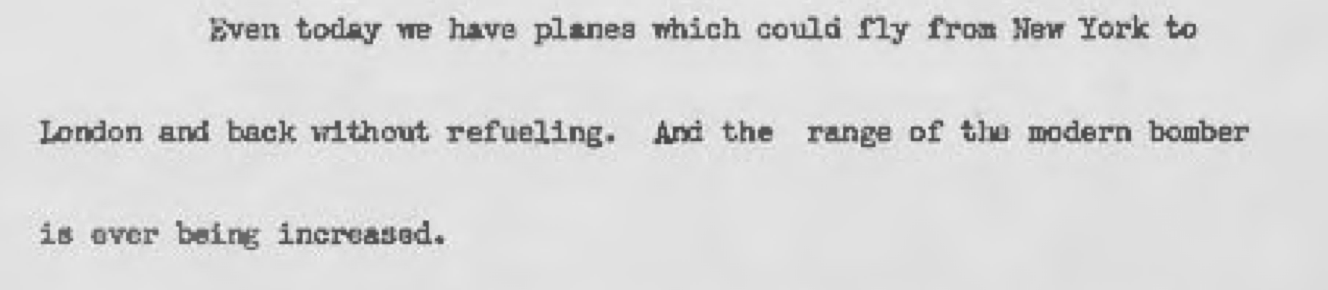 Even today we have planes which could fly from New York to
London and back without refueling. And the range of the modern bomber
is ever being increased.